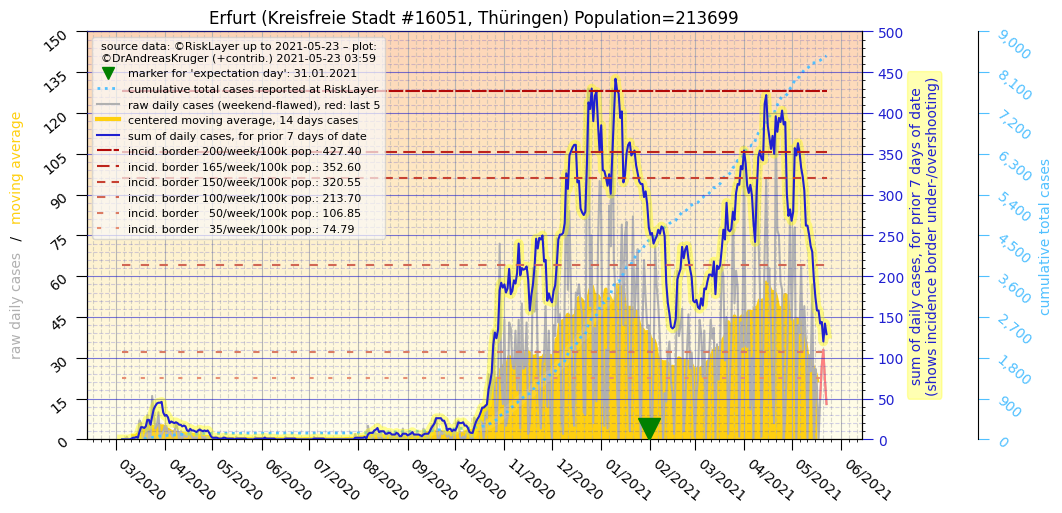 Erfurt (Kreisfreie Stadt #16051, Thüringen) Population=213699
source data: ©RiskLayer up to 2021-05-23 – plot:
©DrAndreasKruger (+contrib.) 2021-05-23 03:59
marker for 'expectation day': 31.01.2021
cumulative total cases reported at RiskLayer
raw daily cases (weekend-flawed), red: last 5
centered moving average, 14 days cases
sum of daily cases, for prior 7 days of date
incid. border 200/week/100k pop.: 427.40
incid. border 165/week/100k pop.: 352.60
incid. border 150/week/100k pop.: 320.55
incid. border 100/week/100k pop.: 213.70
incid. border   50/week/100k pop.: 106.85
incid. border   35/week/100k pop.: 74.79
raw daily cases / moving average
150
135
120
105
90
75
60
45
30
15
0
03/2020
04/2020
05/2020
06/2020
07/2020
08/2020
09/2020
10/2020
11/2020
12/2020
01/2021
02/2021
03/2021
04/2021
05/2021
06/2021
500
450
400
350
300
250
200
150
100
50
0
sum of daily cases, for prior 7 days of date
(shows incidence border under-/overshooting)
9,000
8,100
7,200
6,300
5,400
4,500
3,600
2,700
1,800
900
0
cumulative total cases